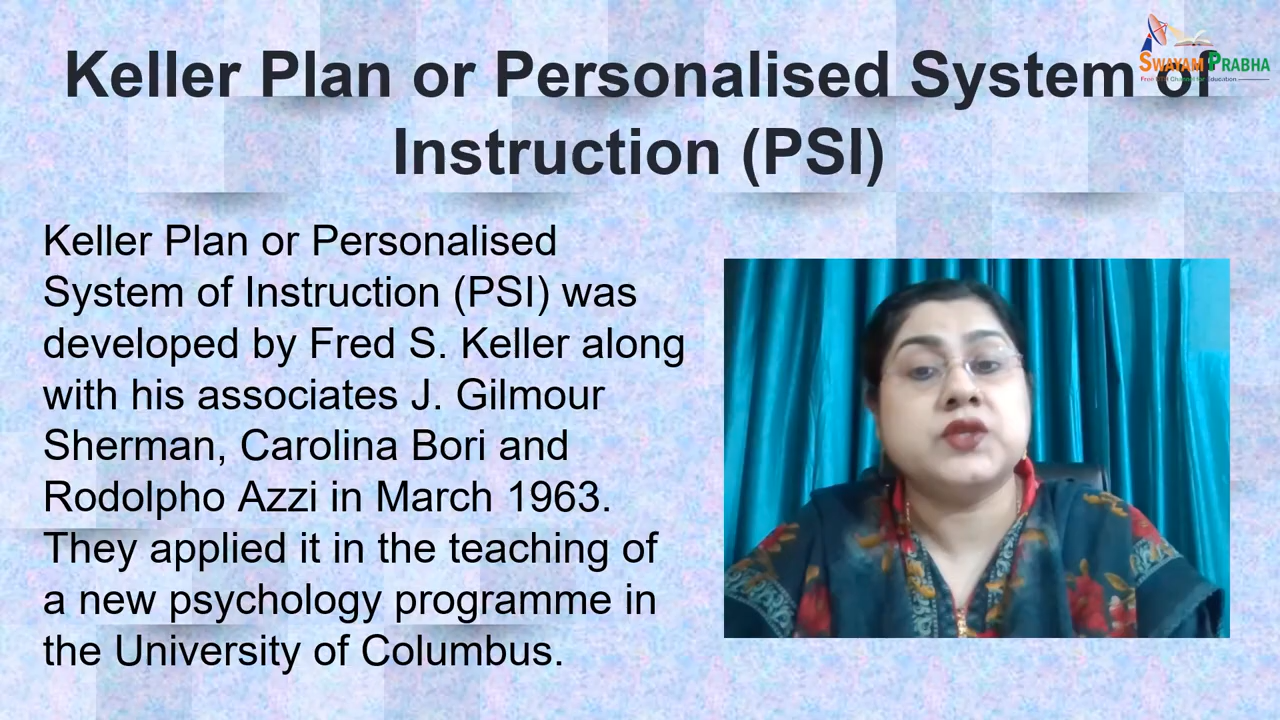 Keller Plan or Personalised System of
Instruction (PSI)
SWAYAM PRABHA
Keller Plan or Personalised
System of Instruction (PSI) was
developed by Fred S. Keller along
with his associates J. Gilmour
Sherman, Carolina Bori and
Rodolpho Azzi in March 1963.
They applied it in the teaching of
a new psychology programme in
the University of Columbus.